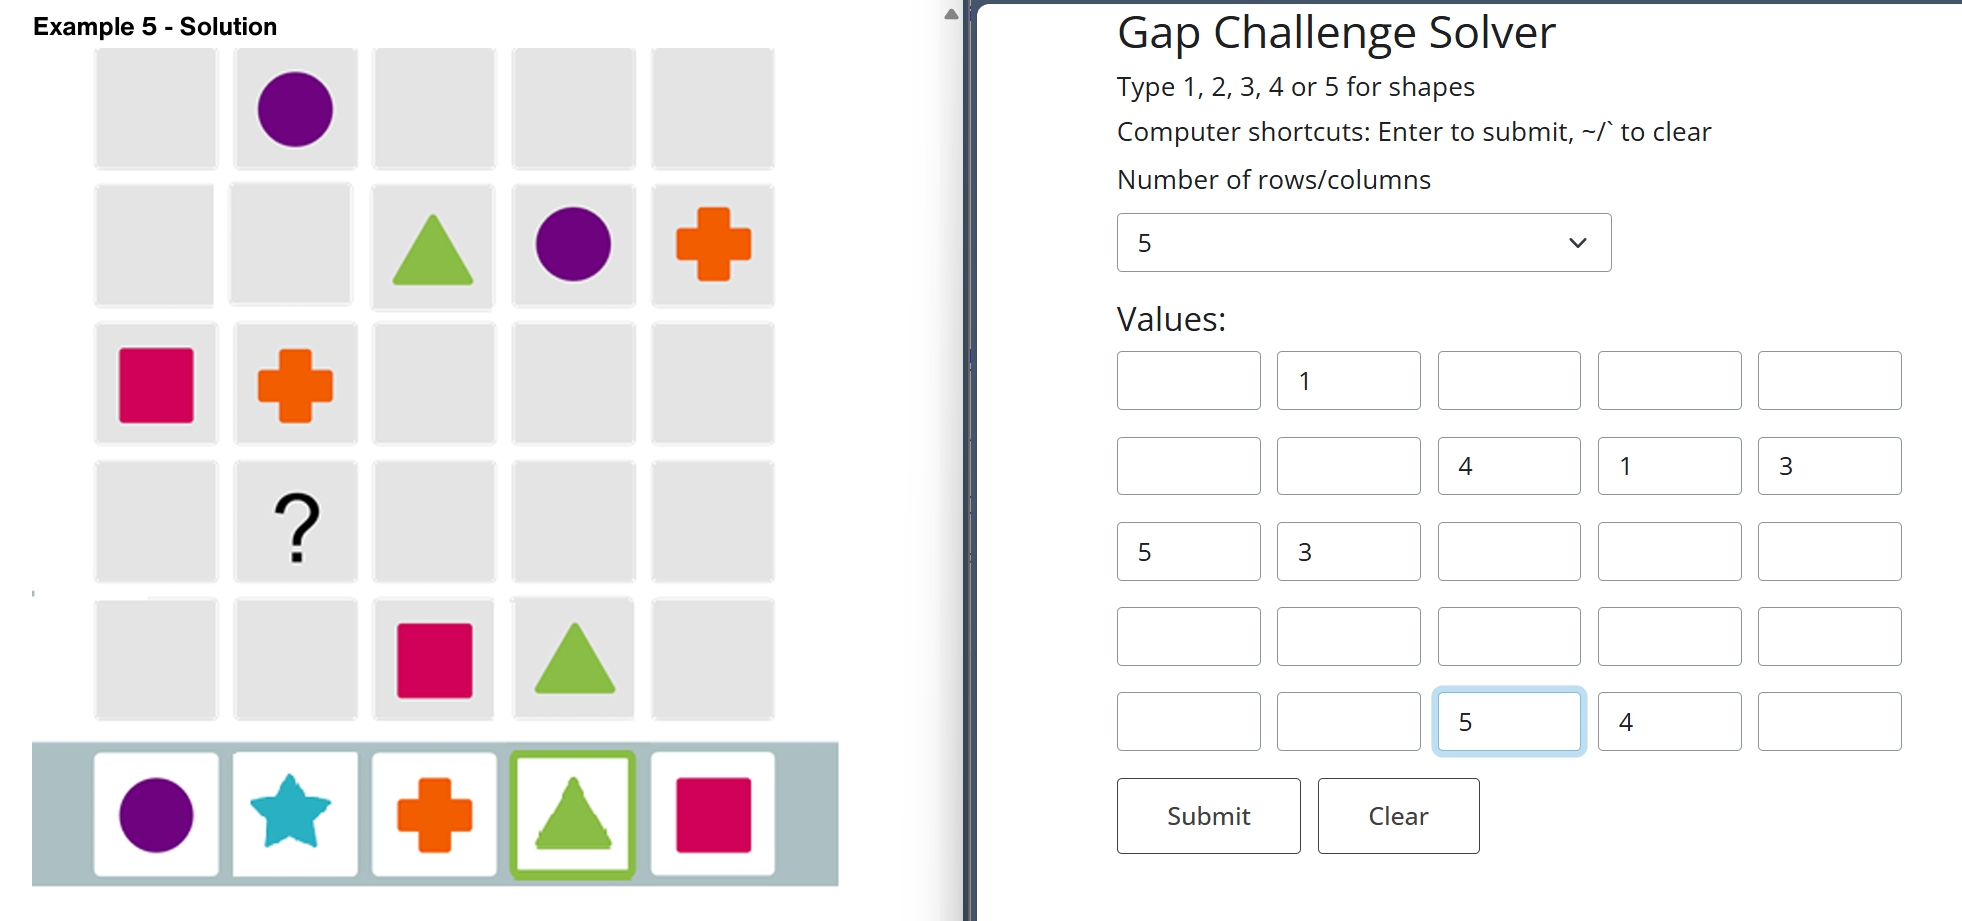 Example 5 - Solution
?
Gap Challenge Solver
Type 1, 2, 3, 4 or 5 for shapes
Computer shortcuts: Enter to submit, ~/` to clear
Number of rows/columns
5
Values:
1
4 1 3
5 3
5 4
Submit Clear